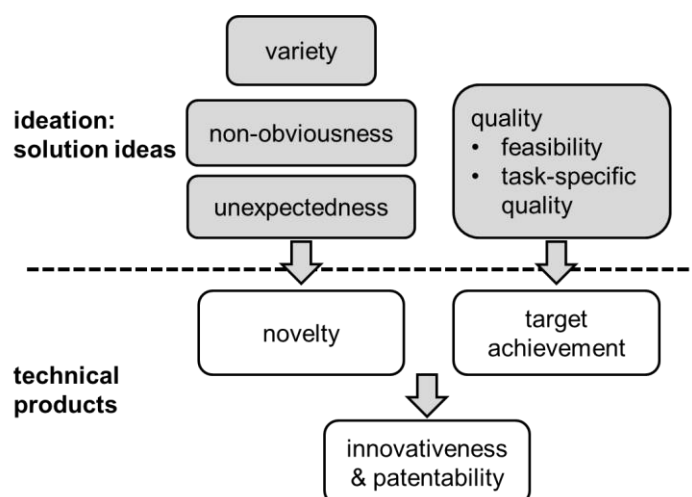 variety
ideation:
solution ideas
non-obviousness
unexpectedness
quality
• feasibility
• task-specific
quality
novelty
target
achievement
technical
products
innovativeness
& patentability